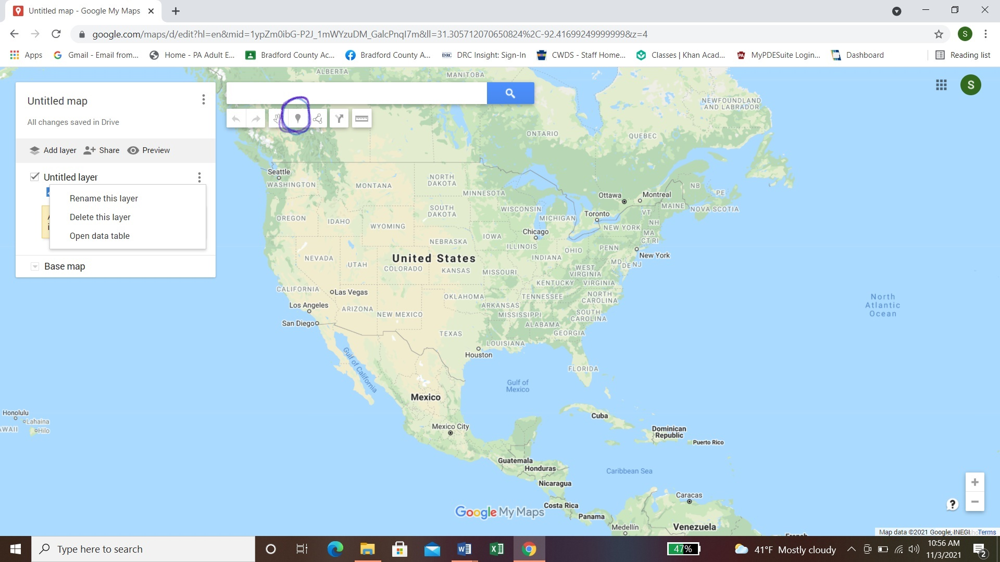 Untitled map - Google My Maps
google.com/maps/d/edit?hl=en&mid=1ypZm0ibG-P2J_1mWYzuDM_GalcPnqI7m&ll=31.305712070650824%2C-92.41699249999999&z=4
S
Apps
Gmail - Email from...
Home - PA Adult E...
Bradford County Ac...
Bradford County A...
DRC
DRC Insight: Sign-In
CWDS - Staff Home...
Classes | Khan Acad...
PA
MyPDESuite Login...
Dashboard
Reading list
Untitled map
All changes saved in Drive
Add layer
Share
Preview
Untitled layer
Rename this layer
Delete this layer
Open data table
Base map
S
ALBERTA
MANITOBA
NEWFOUNDLAND
AND LABRADOR
ONTARIO
QUEBEC
Seattle
WASHINGTON
MONTANA
NORTH
DAKOTA
MINNESOTA
Ottawa
Montreal
NB
PE
MAINE
NOVA SCOTIA
OREGON
IDAHO
SOUTH
DAKOTA
WISCONSIN
MICHIGAN
Toronto
VT
NH
WYOMING
NEW YORK
MA
CT RI
Chicago
IOWA
NEBRASKA
ILLINOIS
INDIANA
OHIO
PENN
New York
NEVADA
UTAH
United States
COLORADO
KANSAS
MISSOURI
WEST
VIRGINIA
MD
DE
NJ
KENTUCKY
VIRGINIA
CALIFORNIA
Las Vegas
OKLAHOMA
TENNESSEE
NORTH
CAROLINA
Los Angeles
ARIZONA
NEW MEXICO
ARKANSAS
MISSISSIPPI
SOUTH
CAROLINA
San Diego
TEXAS
ALABAMA
GEORGIA
LOUISIANA
Houston
FLORIDA
North
Atlantic
Ocean
Gulf of California
Gulf of
Mexico
Mexico
Honolulu
Lahaina
Hilo
AWAII
Mexico City
Cuba
Dominican
Republic
Puerto Rico
Guatemala
Honduras
Caribbean Sea
Nicaragua
Caracas
Costa Rica
Panama
Google My Maps
Medellín
Venezuela
Map data ©2021 Google, INEGI
Terms
Type here to search
47%
41°F Mostly cloudy
10:56 AM
11/3/2021
2